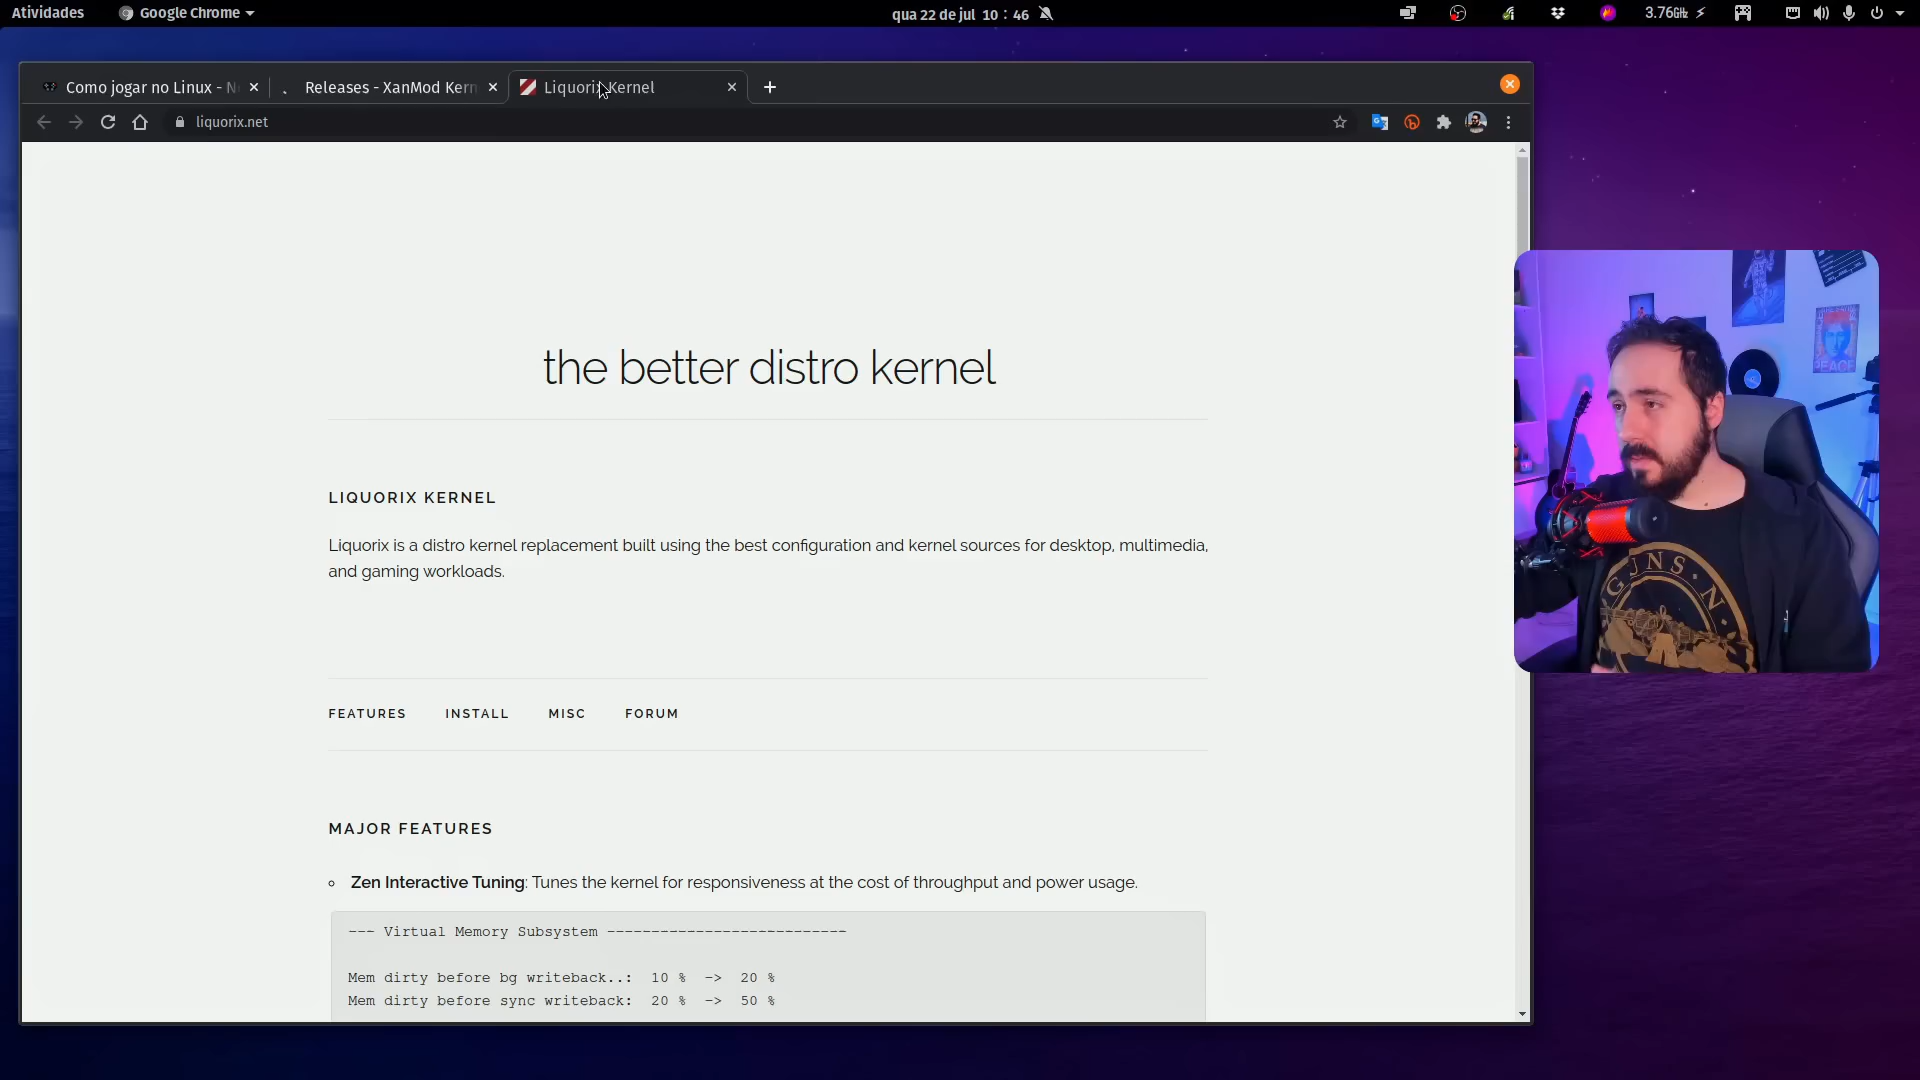 Atividades
Google Chrome
qua 22 de jul 10 : 46
3.76GHz
Como jogar no Linux - N
Releases - XanMod Kern
Liquorix Kernel
liquorix.net
the better distro kernel
LIQUORIX KERNEL
Liquorix is a distro kernel replacement built using the best configuration and kernel sources for desktop, multimedia,
and gaming workloads.
FEATURES INSTALL MISC FORUM
MAJOR FEATURES
Zen Interactive Tuning: Tunes the kernel for responsiveness at the cost of throughput and power usage.
--- Virtual Memory Subsystem ---------------------------
Mem dirty before bg writeback..: 10 % -> 20 %
Mem dirty before sync writeback: 20 % -> 50 %
PEACE
GUNS N